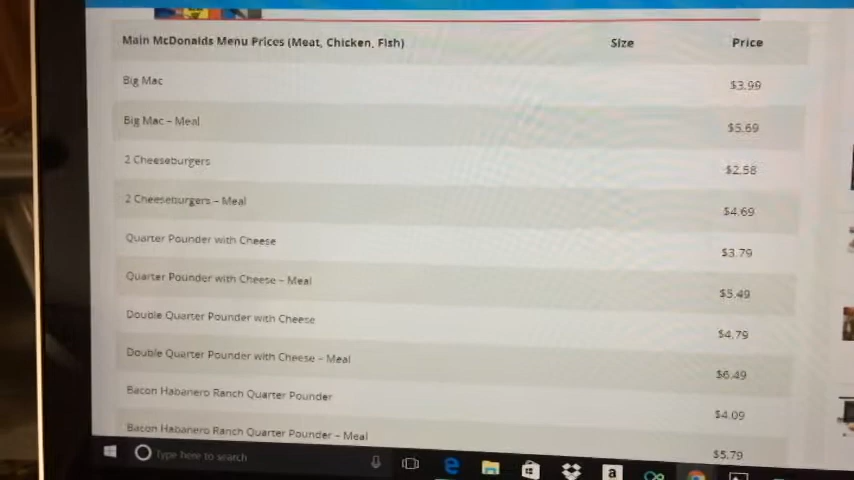 Main McDonalds Menu Prices (Meat, Chicken, Fish) Size Price
Big Mac $3.99
Big Mac – Meal $5.69
2 Cheeseburgers $2.58
2 Cheeseburgers – Meal $4.69
Quarter Pounder with Cheese $3.79
Quarter Pounder with Cheese – Meal $5.49
Double Quarter Pounder with Cheese $4.79
Double Quarter Pounder with Cheese – Meal $6.49
Bacon Habanero Ranch Quarter Pounder $4.09
Bacon Habanero Ranch Quarter Pounder – Meal $5.79
Type here to search
a